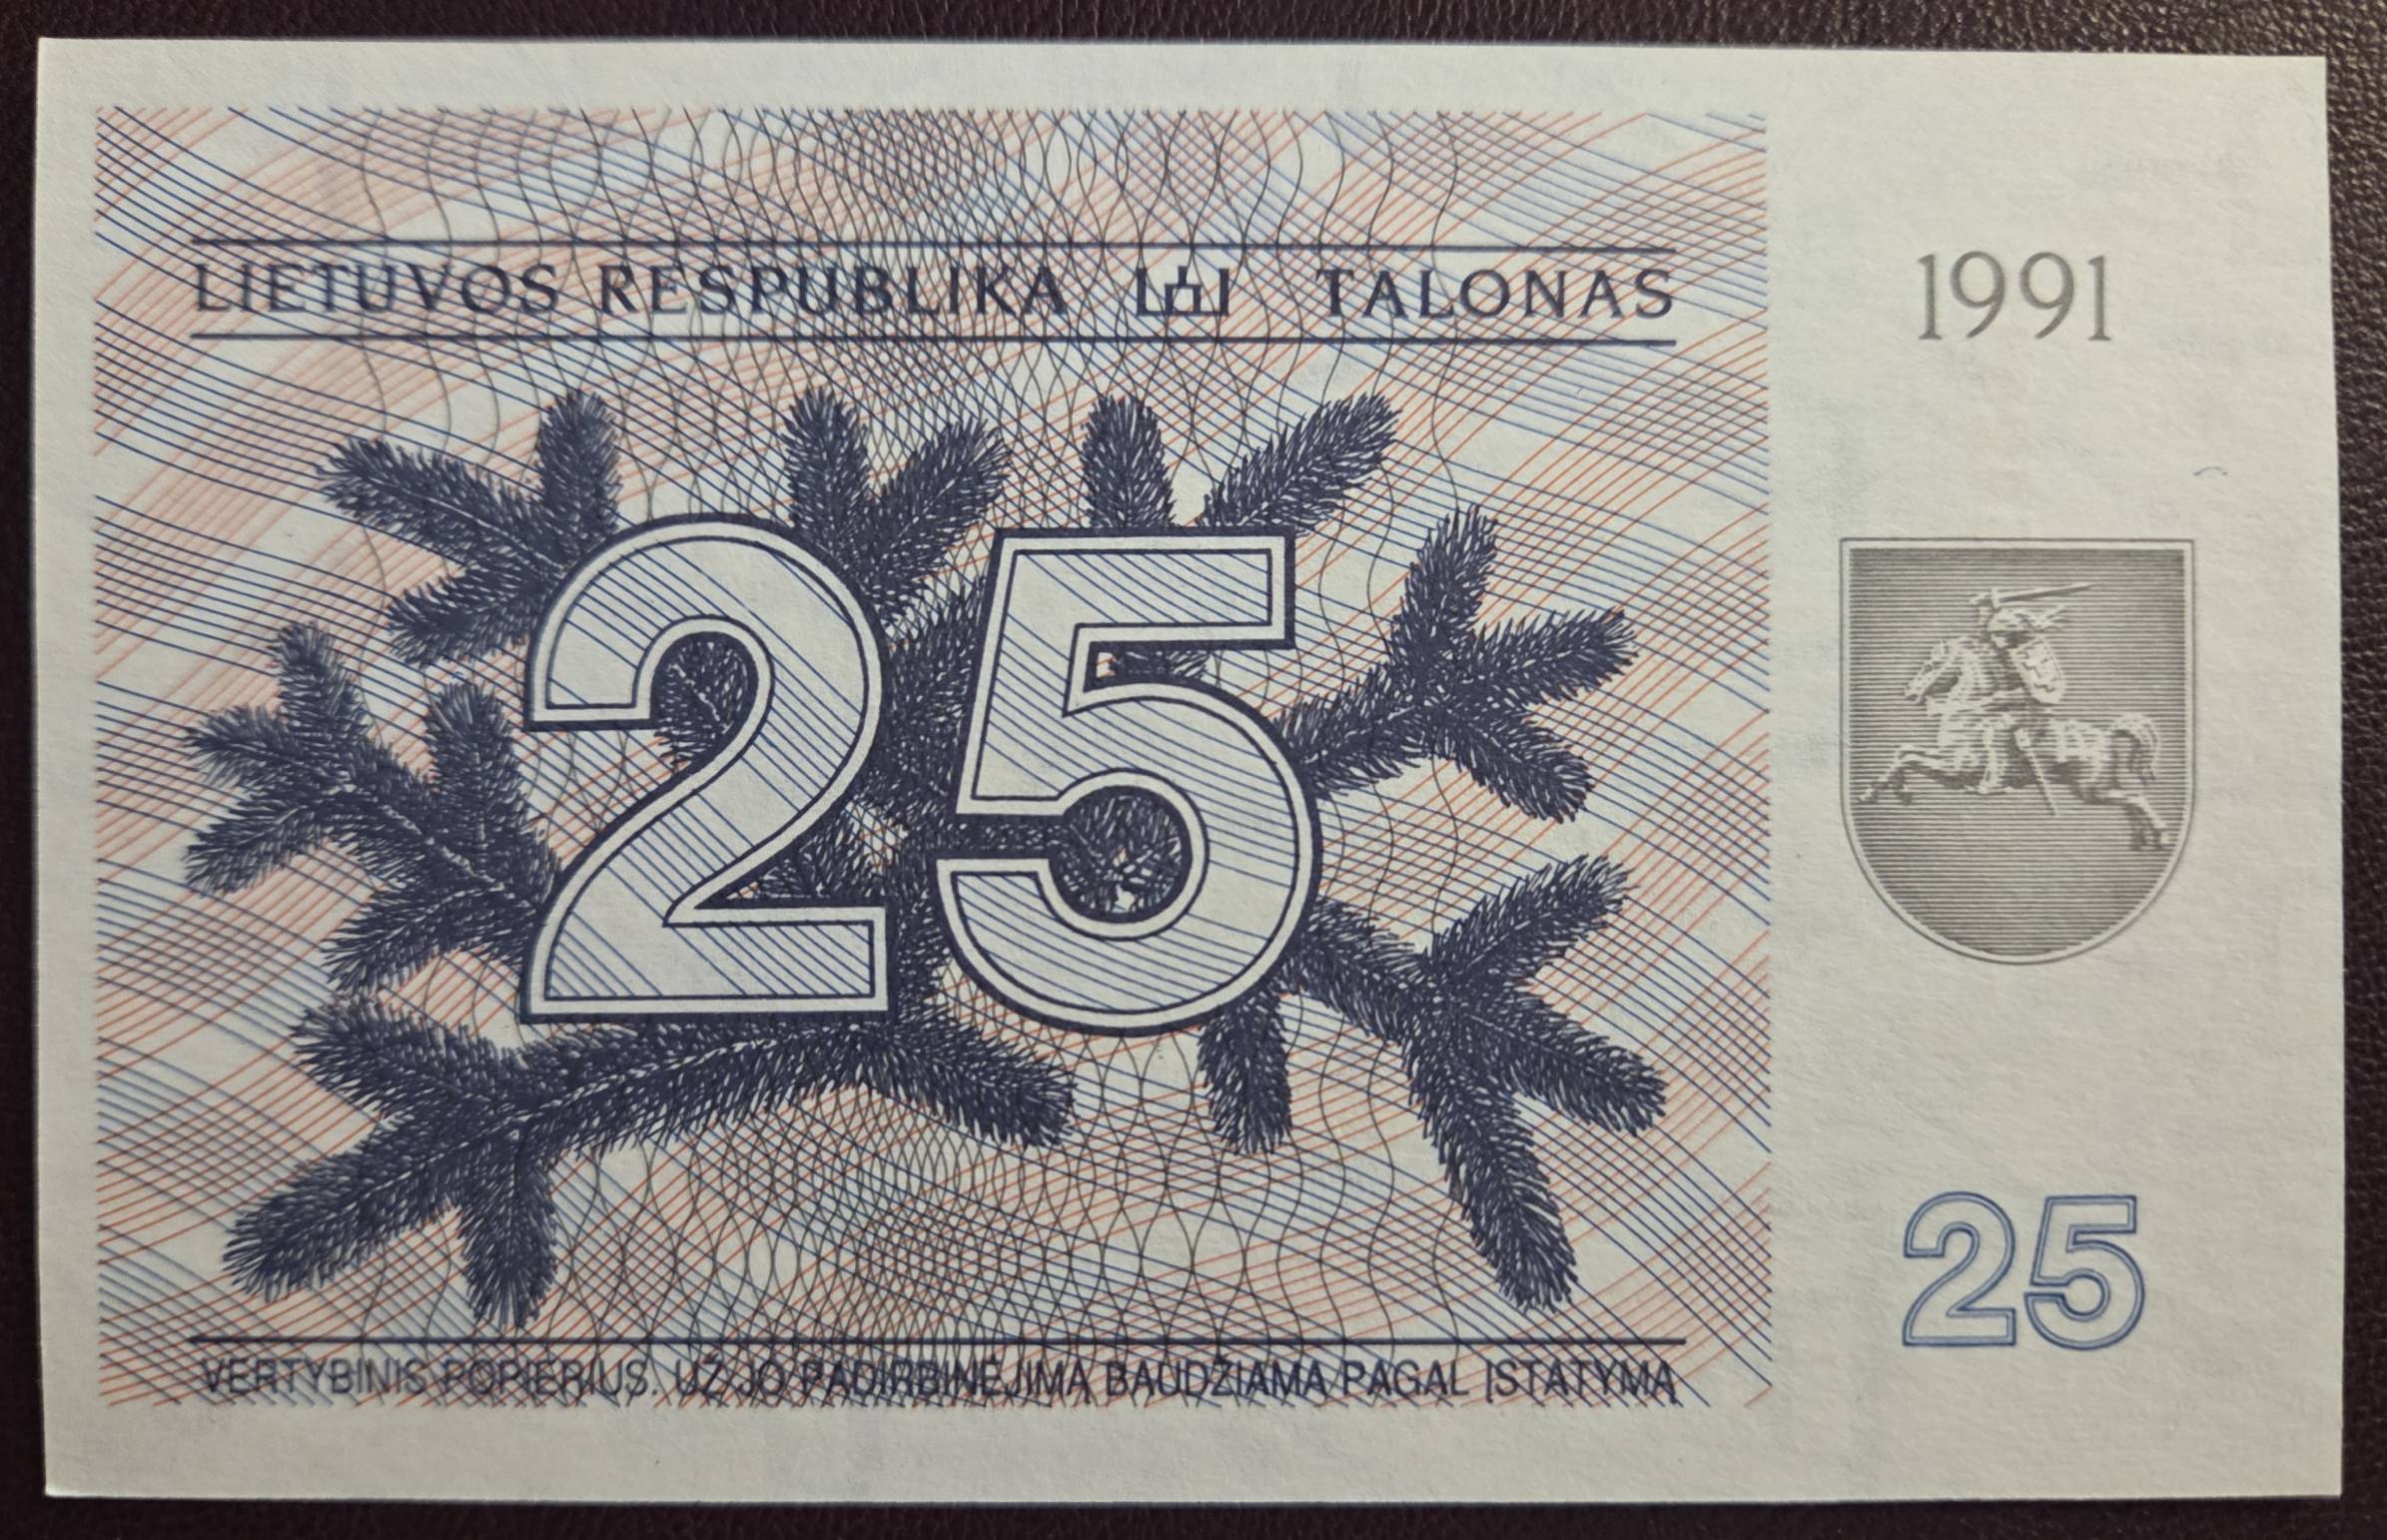 LIETUVOS RESPUBLIKA TALONAS
1991
25
25
VERTYBINIS POPIERIUS. UŽ JO PADIRBINĖJIMĄ BAUDŽIAMA PAGAL ĮSTATYMĄ